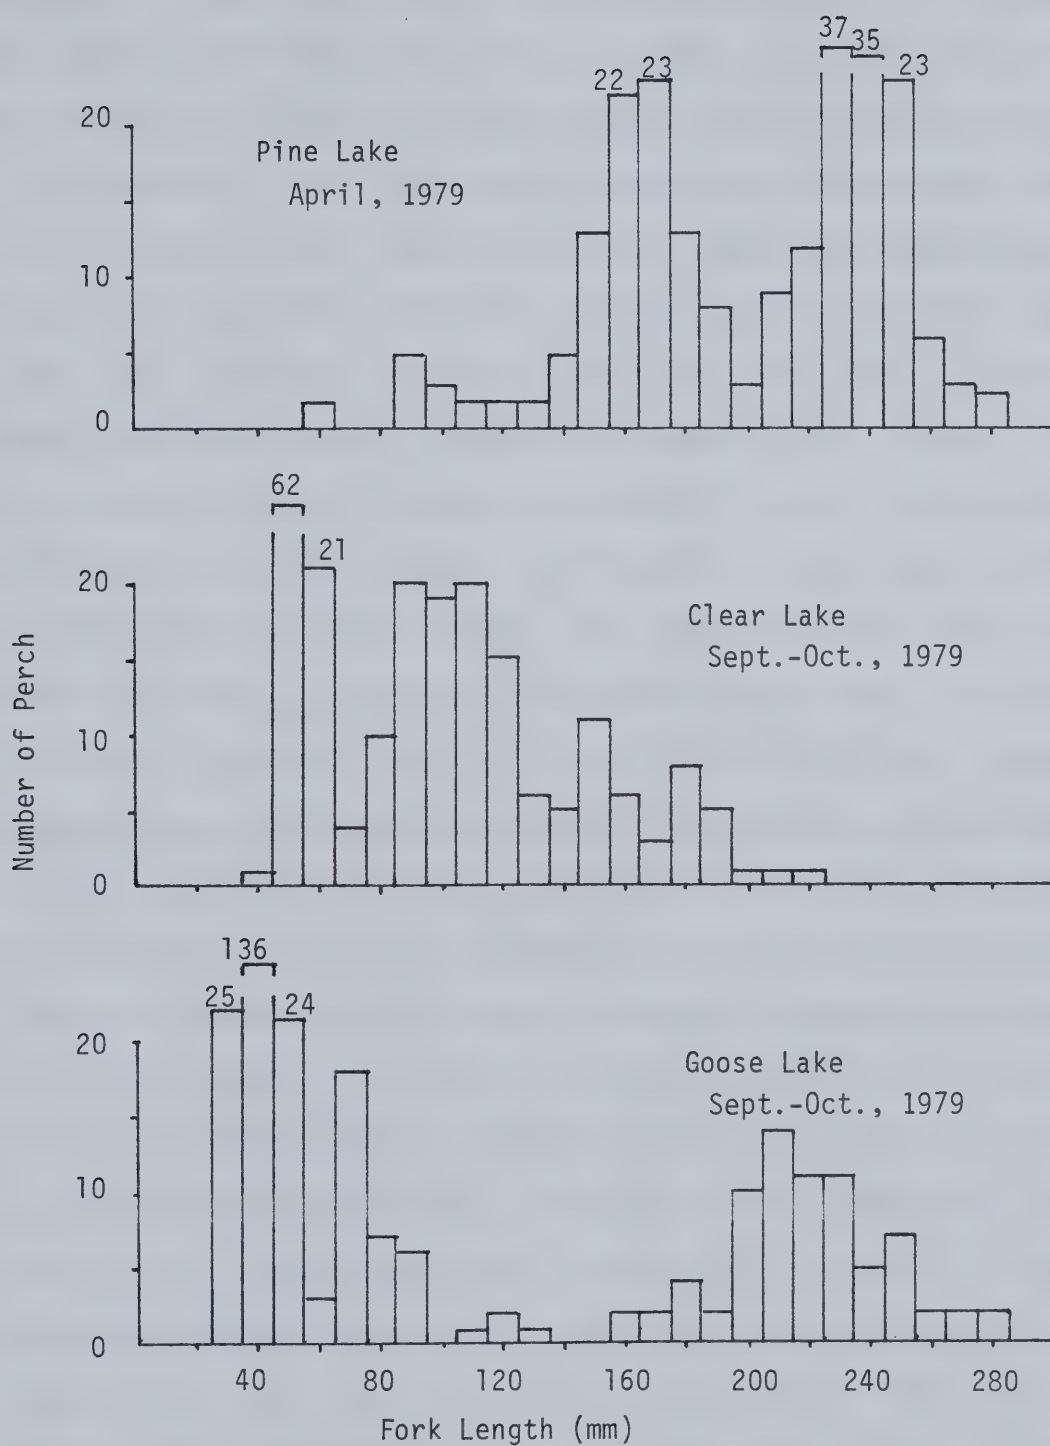 37 35
22 23 23
20
Pine Lake
April, 1979
10
0
62
21
20
Clear Lake
Sept.-Oct., 1979
Number of Perch
10
0
136
25 24
20
Goose Lake
Sept.-Oct., 1979
10
0
40 80 120 160 200 240 280
Fork Length (mm)